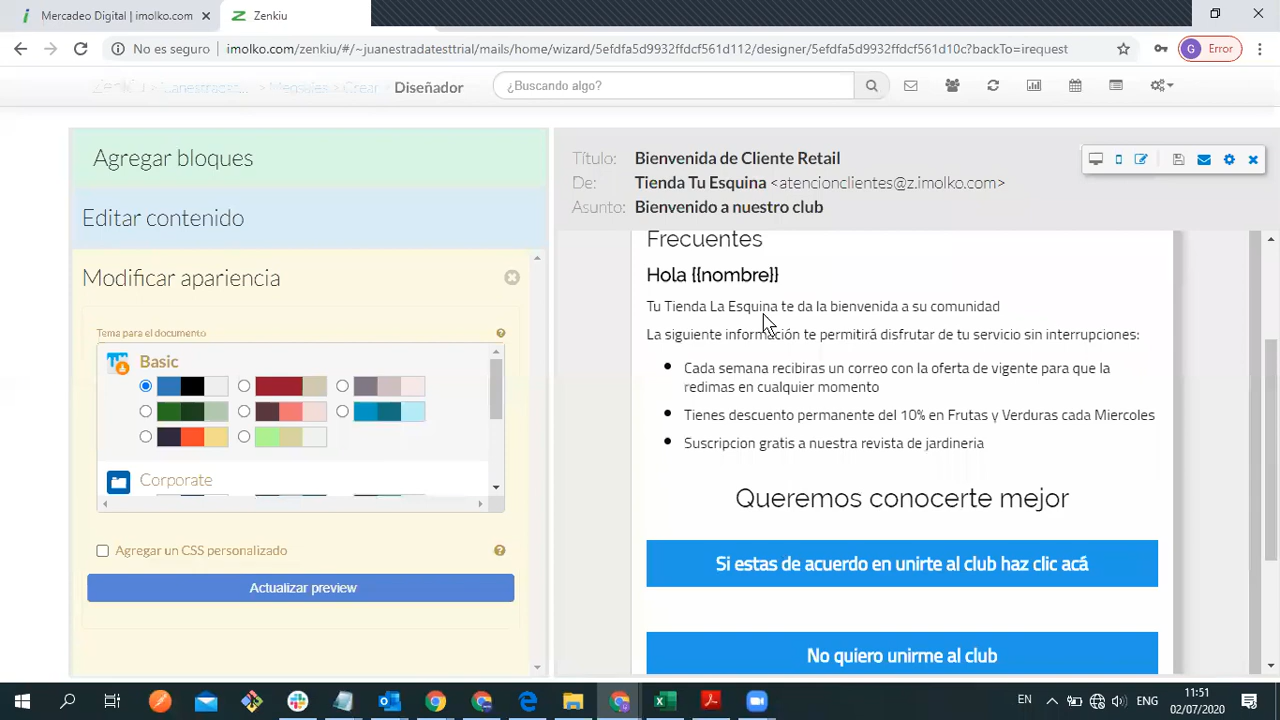 Mercadeo Digital | imolko.com
Zenkiu
No es seguro
imolko.com/zenkiu/#/~juanestradatesttrial/mails/home/wizard/5efdfa5d9932ffdcf561d112/designer/5efdfa5d9932ffdcf561d10c?backTo=irequest
G
Error
Diseñador
¿Buscando algo?
Agregar bloques
Editar contenido
Modificar apariencia
Tema para el documento
Basic
Corporate
Agregar un CSS personalizado
Actualizar preview
Título: Bienvenida de Cliente Retail
De: Tienda Tu Esquina <atencionclientes@z.imolko.com>
Asunto: Bienvenido a nuestro club
Frecuentes
Hola {{nombre}}
Tu Tienda La Esquina te da la bienvenida a su comunidad
La siguiente información te permitirá disfrutar de tu servicio sin interrupciones:
Cada semana recibiras un correo con la oferta de vigente para que la
redimas en cualquier momento
Tienes descuento permanente del 10% en Frutas y Verduras cada Miercoles
Suscripcion gratis a nuestra revista de jardineria
Queremos conocerte mejor
Si estas de acuerdo en unirte al club haz clic acá
No quiero unirme al club
EN
ENG
11:51
02/07/2020